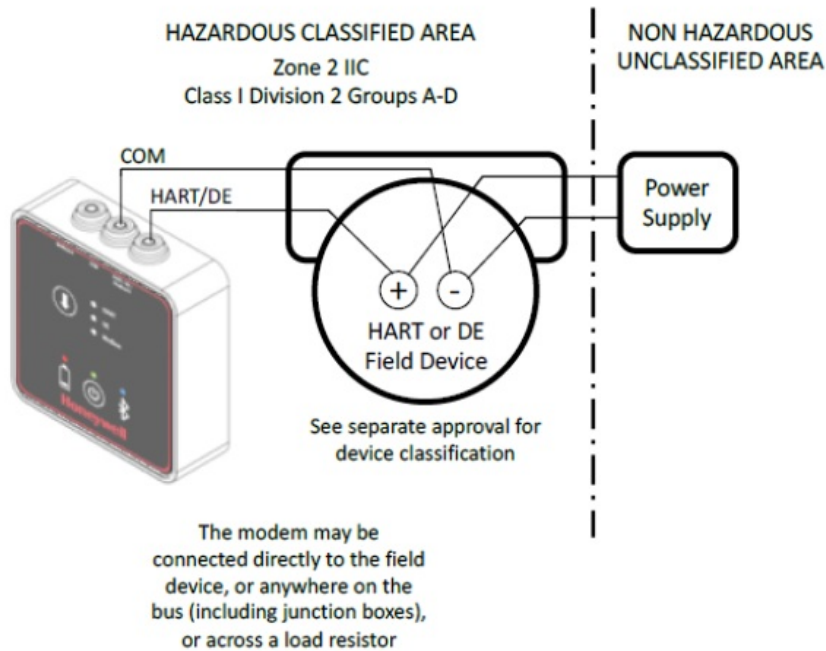 HAZARDOUS CLASSIFIED AREA
Zone 2 IIC
Class I Division 2 Groups A-D
NON HAZARDOUS
UNCLASSIFIED AREA
COM
HART/DE
Power
Supply
+
-
HART or DE
Field Device
Honeywell
See separate approval for
device classification
The modem may be
connected directly to the field
device, or anywhere on the
bus (including junction boxes),
or across a load resistor